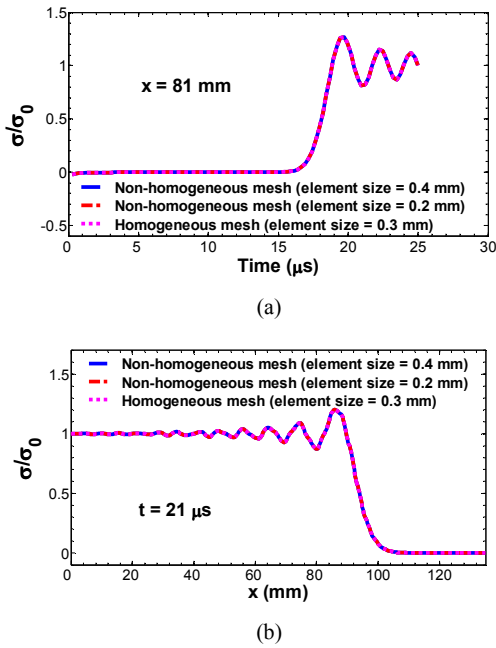 1.5
1
0.5
0
-0.5
σ/σ0
x = 81 mm
Non-homogeneous mesh (element size = 0.4 mm)
Non-homogeneous mesh (element size = 0.2 mm)
Homogeneous mesh (element size = 0.3 mm)
0 5 10 15 20 25 30
Time (μs)
(a)
1.5
1
0.5
0
σ/σ0
Non-homogeneous mesh (element size = 0.4 mm)
Non-homogeneous mesh (element size = 0.2 mm)
Homogeneous mesh (element size = 0.3 mm)
t = 21 μs
0 20 40 60 80 100 120
x (mm)
(b)